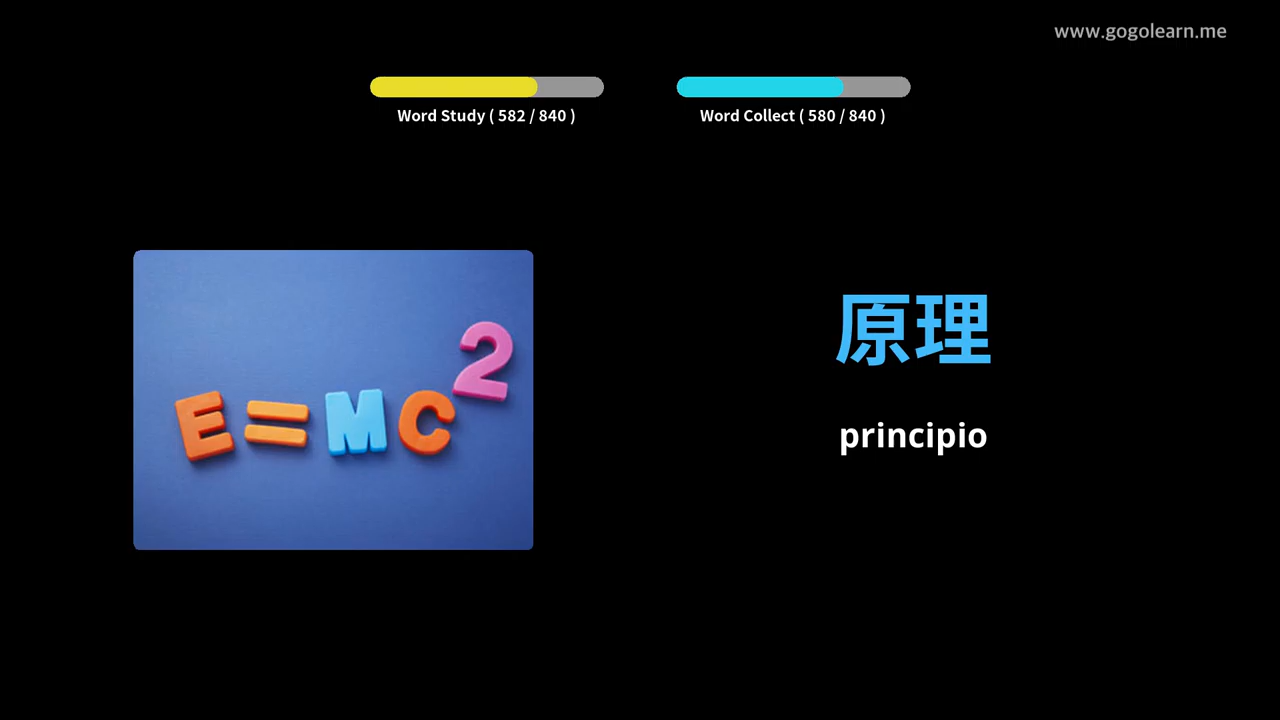 www.gogolearn.me
Word Study ( 582 / 840 )
Word Collect ( 580 / 840 )
E=MC²
原理
principio